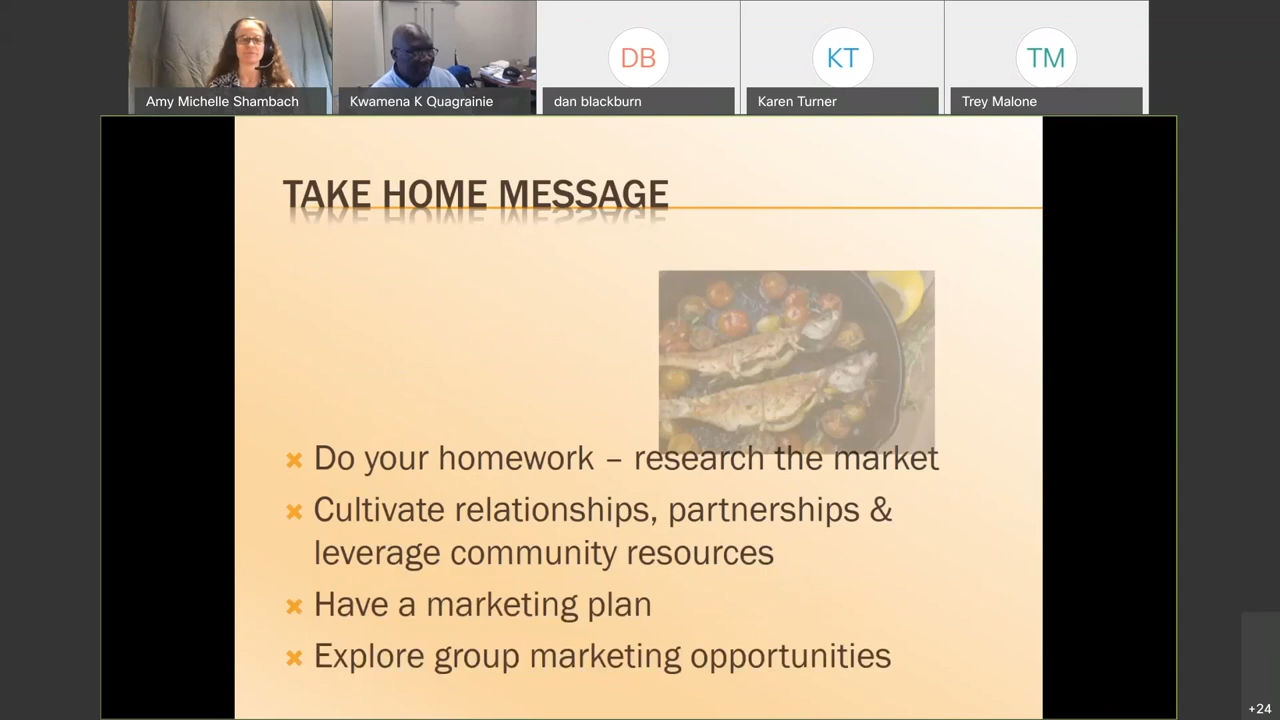 DB
KT
TM
Amy Michelle Shambach
Kwamena K Quagrainie
dan blackburn
Karen Turner
Trey Malone
TAKE HOME MESSAGE
Do your homework – research the market
Cultivate relationships, partnerships &
leverage community resources
Have a marketing plan
Explore group marketing opportunities
+24